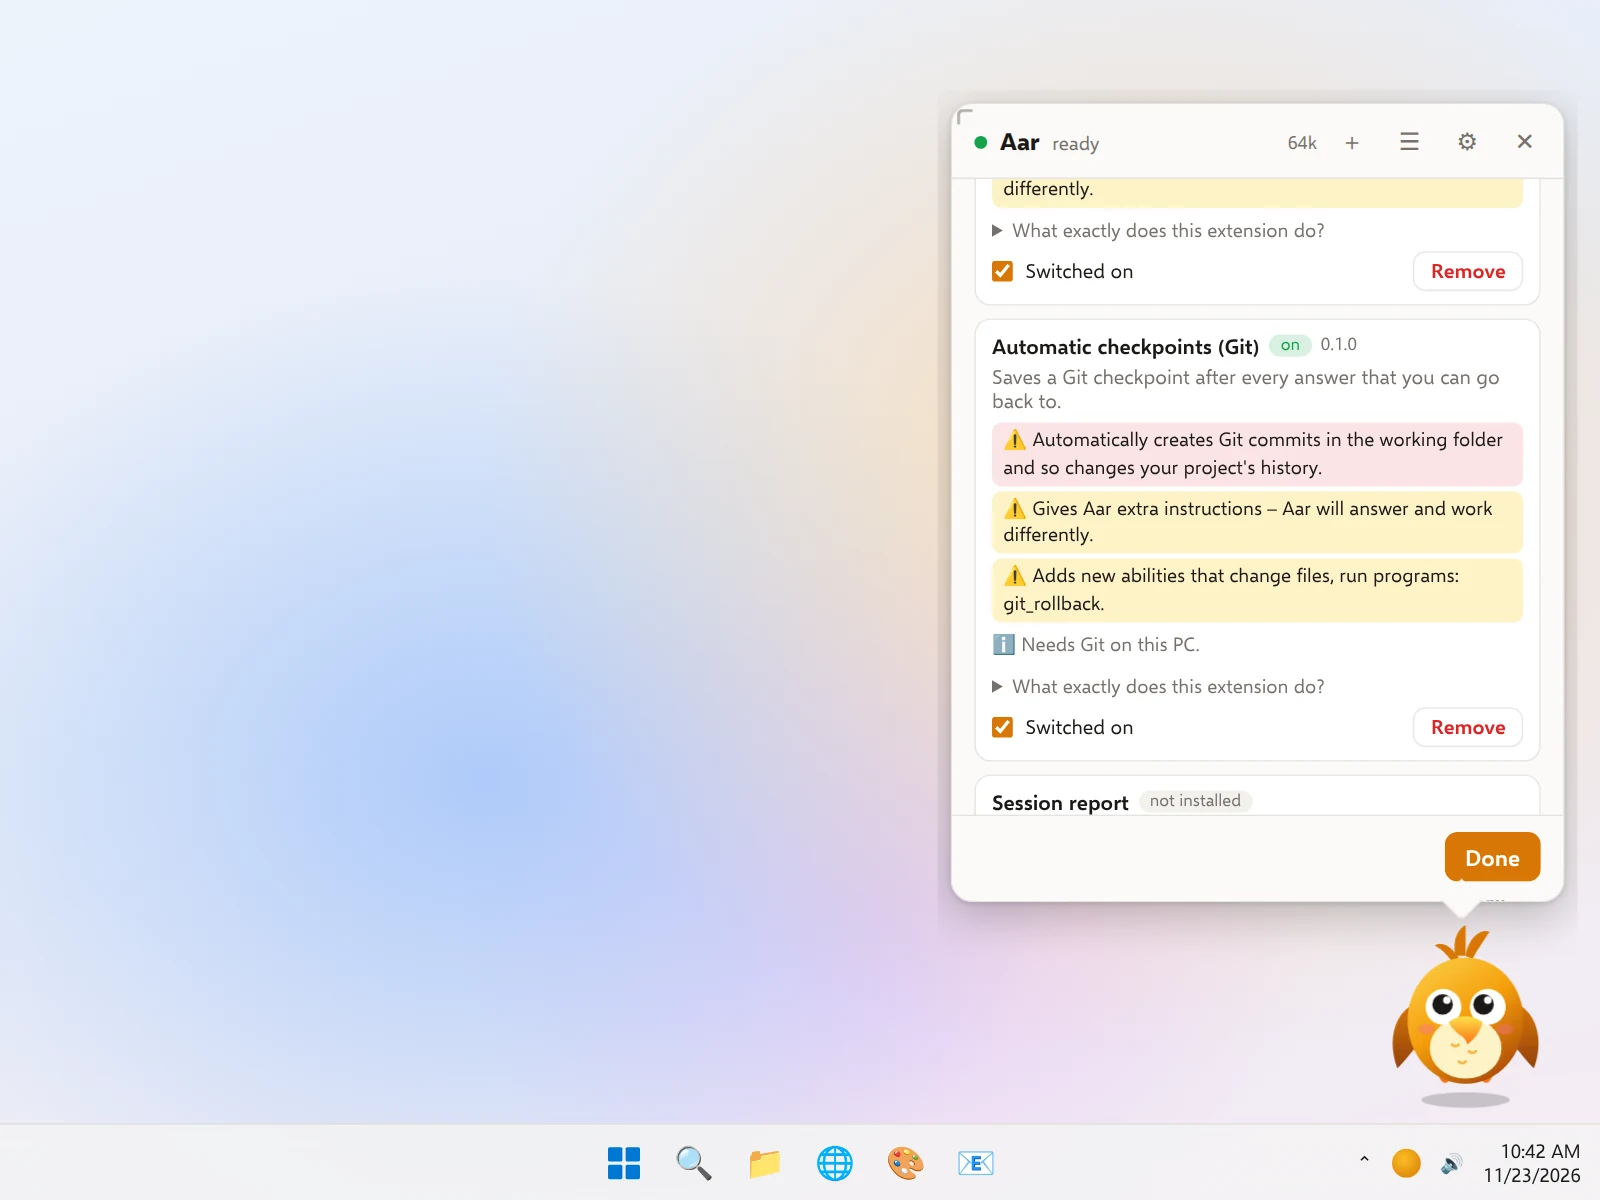 Aar ready 64k
differently.
What exactly does this extension do?
Switched on Remove
Automatic checkpoints (Git) on 0.1.0
Saves a Git checkpoint after every answer that you can go
back to.
⚠️ Automatically creates Git commits in the working folder
and so changes your project's history.
⚠️ Gives Aar extra instructions – Aar will answer and work
differently.
⚠️ Adds new abilities that change files, run programs:
git_rollback.
ℹ️ Needs Git on this PC.
What exactly does this extension do?
Switched on Remove
Session report not installed
Done
10:42 AM
11/23/2026